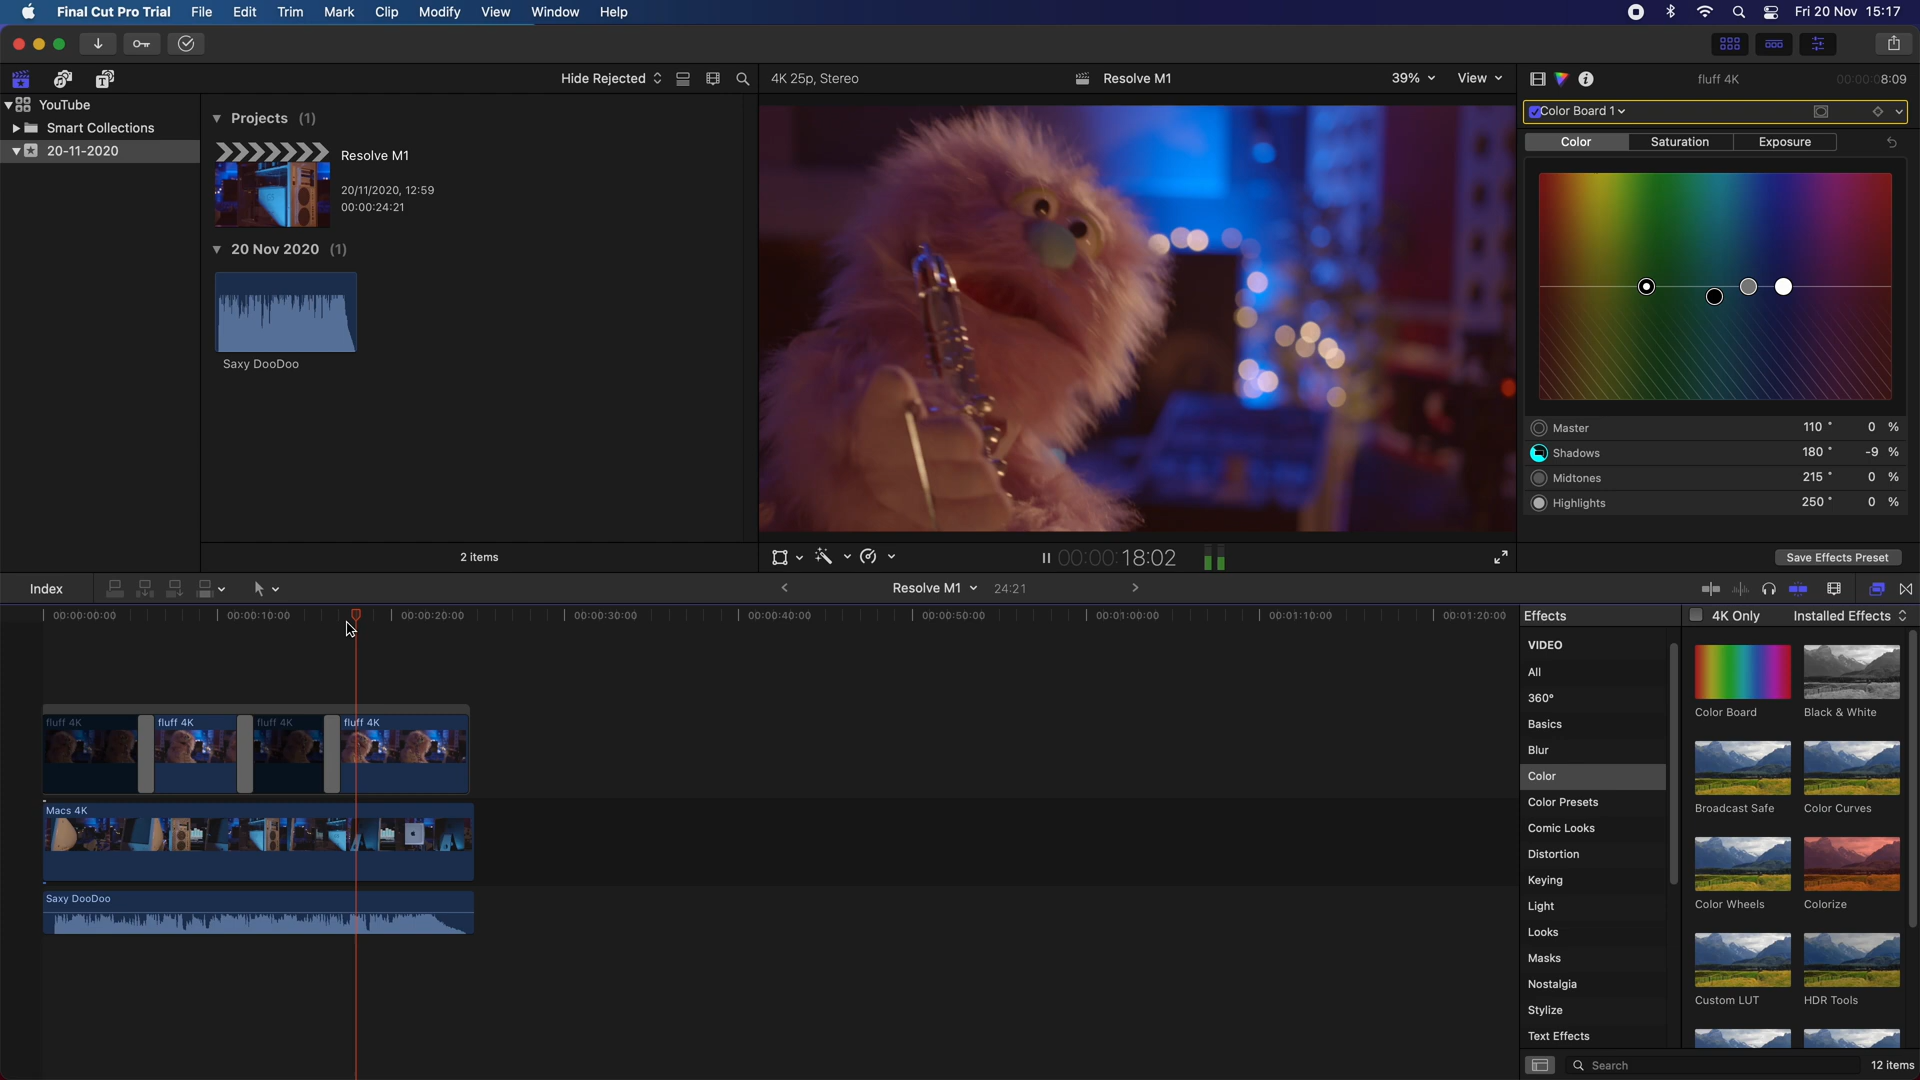 Final Cut Pro Trial File Edit Trim Mark Clip Modify View Window Help Fri 20 Nov 15:17
Hide Rejected 4K 25p, Stereo Resolve M1 39% View fluff 4K 00:00:08:09
YouTube
Smart Collections
20-11-2020
Projects (1)
Resolve M1
20/11/2020, 12:59
00:00:24:21
20 Nov 2020 (1)
Saxy DooDoo
2 items
00:00:00:18:02
Color Board 1
Color Saturation Exposure
Master 110 ° 0 %
Shadows 180 ° -9 %
Midtones 215 ° 0 %
Highlights 250 ° 0 %
Save Effects Preset
Index Resolve M1 24:21
00:00:00:00 00:00:10:00 00:00:20:00 00:00:30:00 00:00:40:00 00:00:50:00 00:01:00:00 00:01:10:00 00:01:20:00
fluff 4K fluff 4K fluff 4K fluff 4K
Macs 4K
Saxy DooDoo
Effects 4K Only Installed Effects
VIDEO
All
360°
Basics
Blur
Color
Color Presets
Comic Looks
Distortion
Keying
Light
Looks
Masks
Nostalgia
Stylize
Text Effects
Color Board Black & White
Broadcast Safe Color Curves
Color Wheels Colorize
Custom LUT HDR Tools
Search 12 items